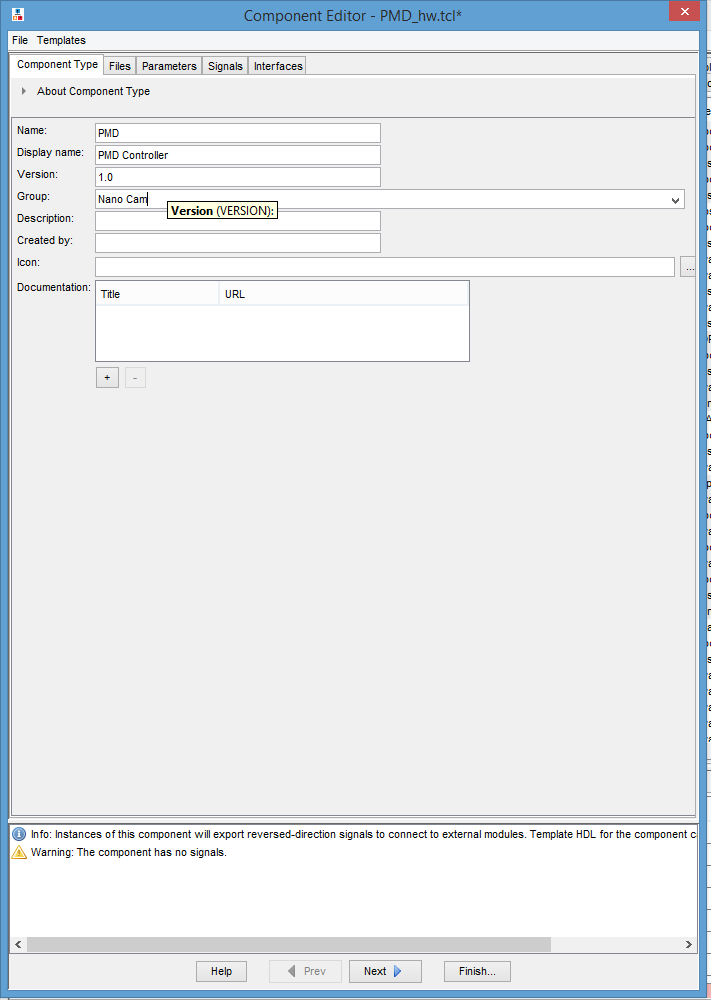 Component Editor - PMD_hw.tcl*
File Templates
Component Type Files Parameters Signals Interfaces
About Component Type
Name: PMD
Display name: PMD Controller
Version: 1.0
Group: Nano Cam
Version (VERSION):
Description:
Created by:
Icon: ...
Documentation: Title URL
+ -
Info: Instances of this component will export reversed-direction signals to connect to external modules. Template HDL for the component
Warning: The component has no signals.
Help Prev Next Finish...